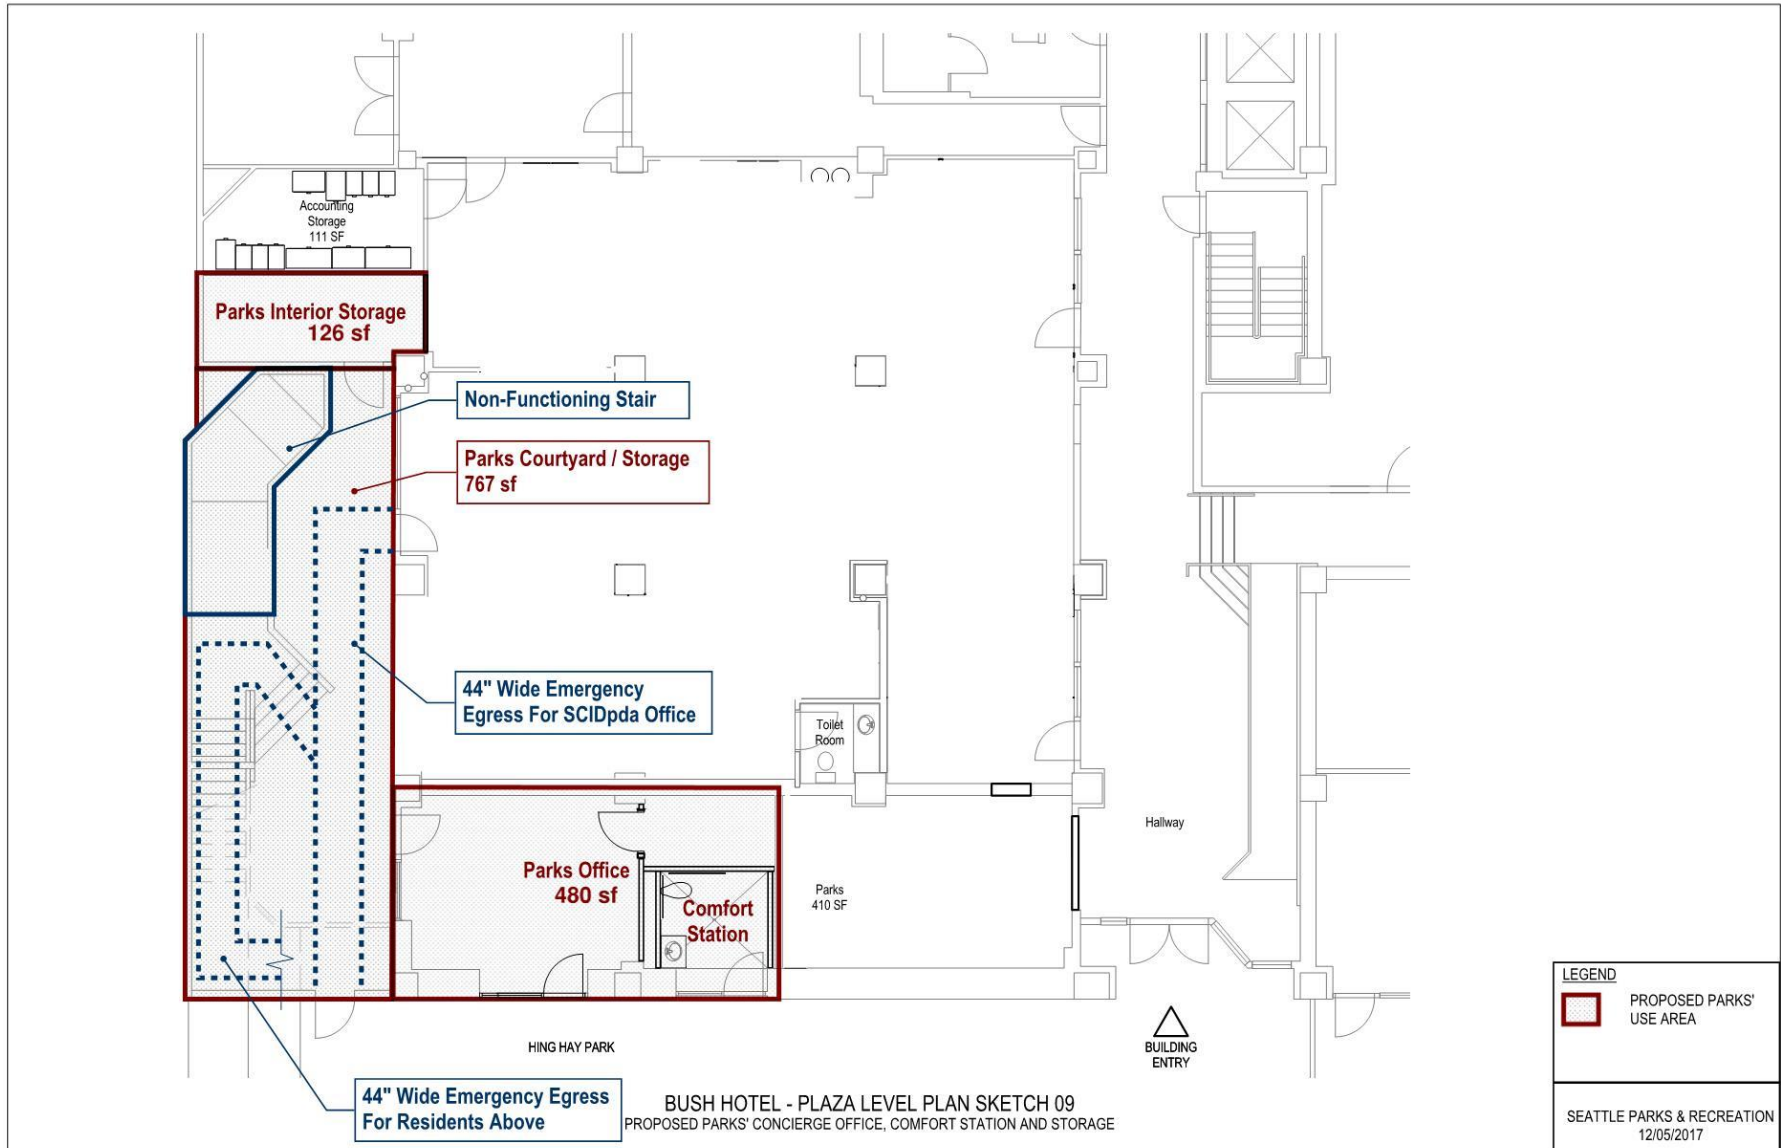 Accounting
Storage
111 SF
Parks Interior Storage
126 sf
Non-Functioning Stair
Parks Courtyard / Storage
767 sf
44" Wide Emergency
Egress For SCIDpda Office
Toilet
Room
Parks Office
480 sf
Comfort
Station
Parks
410 SF
Hallway
HING HAY PARK
BUILDING
ENTRY
44" Wide Emergency Egress
For Residents Above
BUSH HOTEL - PLAZA LEVEL PLAN SKETCH 09
PROPOSED PARKS' CONCIERGE OFFICE, COMFORT STATION AND STORAGE
LEGEND
PROPOSED PARKS'
USE AREA
SEATTLE PARKS & RECREATION
12/05/2017